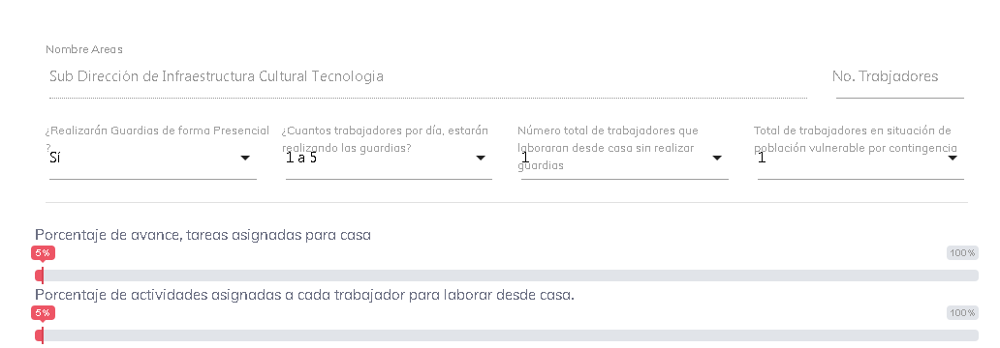 Nombre Areas
Sub Dirección de Infraestructura Cultural Tecnologia
No. Trabjadores
¿Realizarán Guardias de forma Presencial
?
Sí
¿Cuantos trabajadores por día, estarán
realizando las guardias?
1 a 5
Número total de trabajadores que
laboraran desde casa sin realizar
guardias
1
Total de trabajadores en situación de
población vulnerable por contingencia
1
Porcentaje de avance, tareas asignadas para casa
5%
100%
Porcentaje de actividades asignadas a cada trabajador para laborar desde casa.
5%
100%